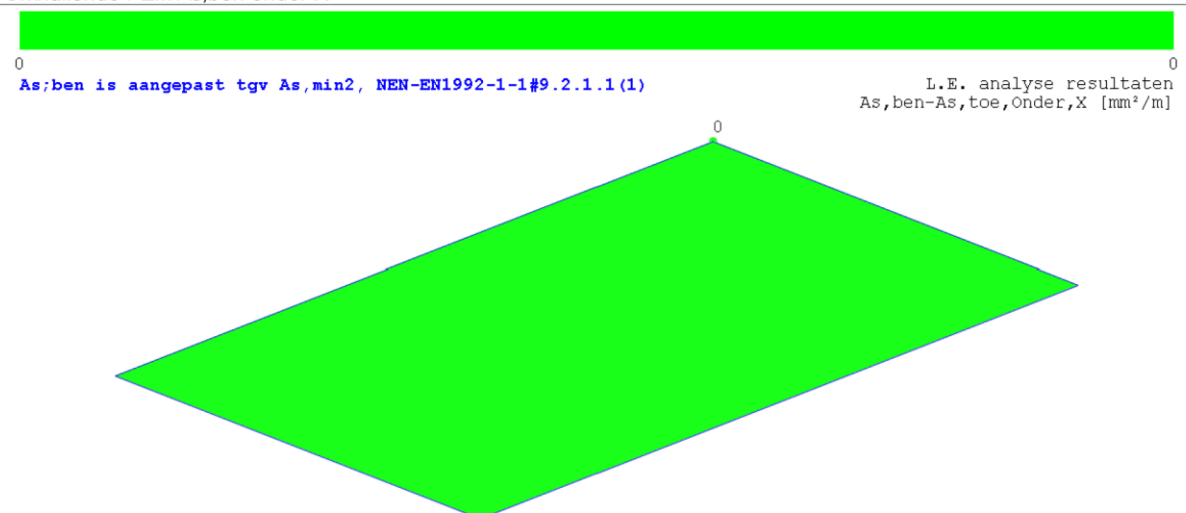 0
0
As;ben is aangepast tgv As,min2, NEN-EN1992-1-1#9.2.1.1(1)
L.E. analyse resultaten
As,ben-As,toe,Onder,X [mm²/m]
0